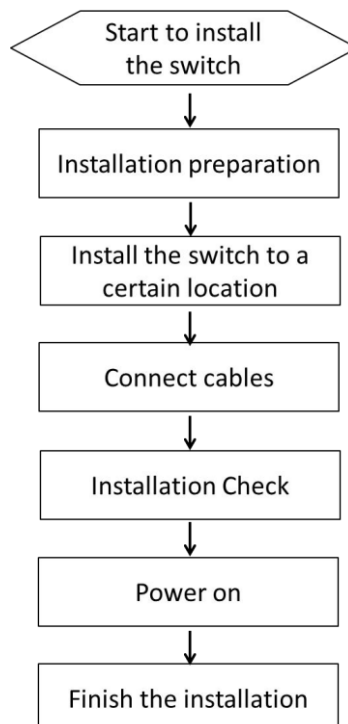 Start to install
the switch
Installation preparation
Install the switch to a
certain location
Connect cables
Installation Check
Power on
Finish the installation